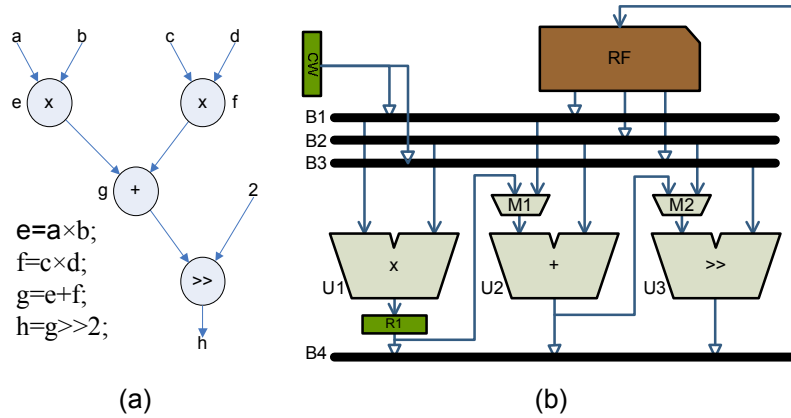 a b c d
e x x f
g + 2
e=a×b;
f=c×d;
g=e+f;
h=g>>2;
>>
h
(a)
CW
RF
B1
B2
B3
M1 M2
U1 x U2 + U3 >>
R1
B4
(b)